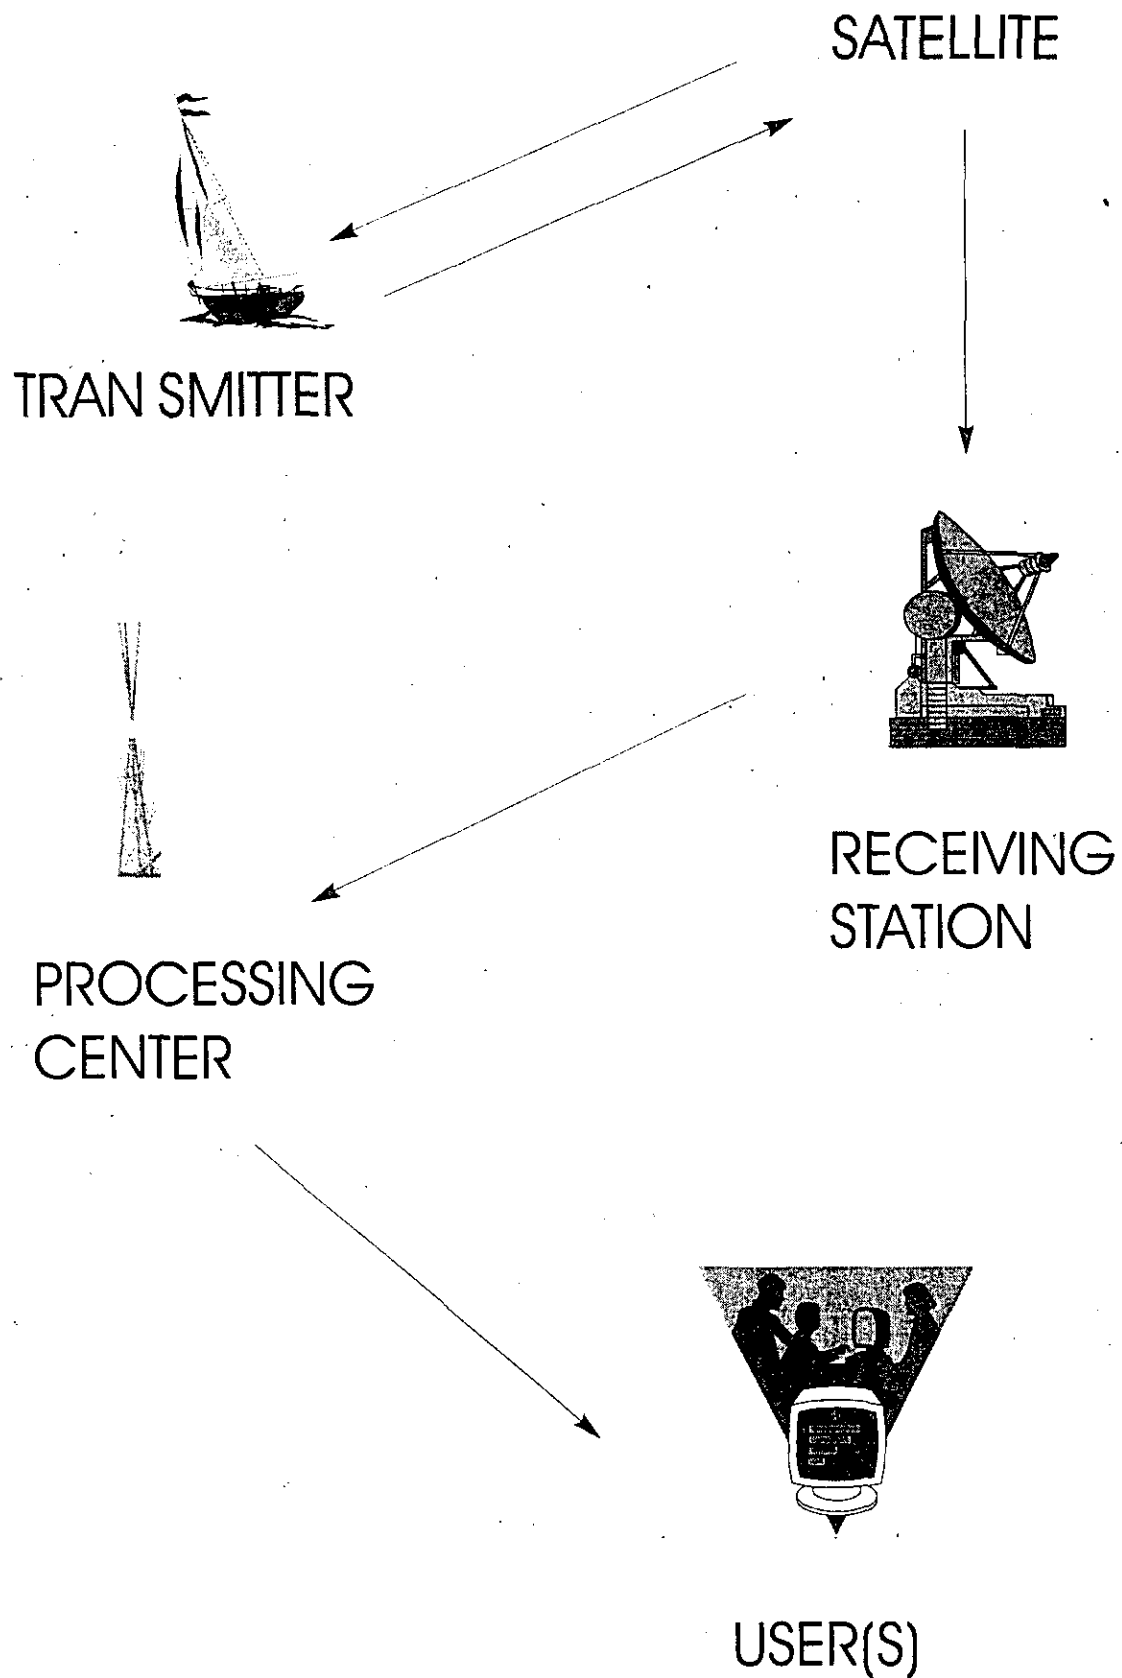 SATELLITE
TRAN SMITTER
RECEIVING
STATION
PROCESSING
CENTER
USER(S)